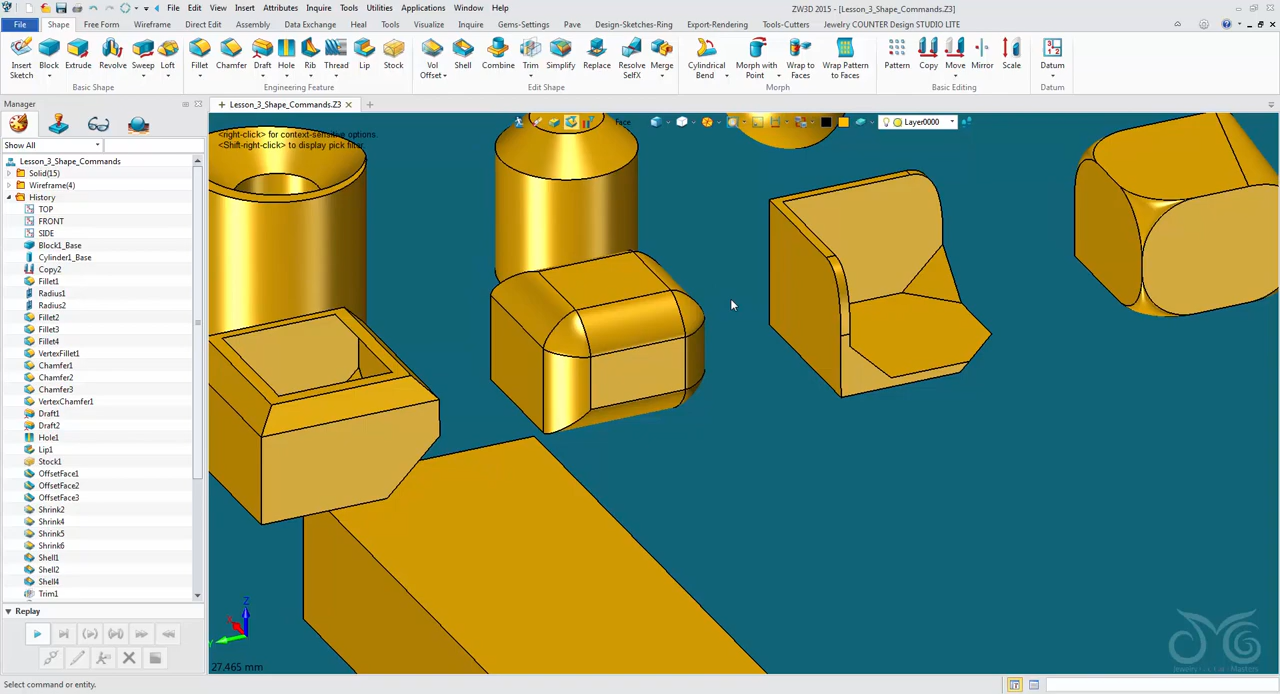 File Edit View Insert Attributes Inquire Tools Utilities Applications Window Help
ZW3D 2015 - [Lesson_3_Shape_Commands.Z3]
File Shape Free Form Wireframe Direct Edit Assembly Data Exchange Heal Tools Visualize Inquire Gems-Settings Pave Design-Sketches-Ring Export-Rendering Tools-Cutters Jewelry COUNTER Design STUDIO LITE
Insert Sketch Block Extrude Revolve Sweep Loft Fillet Chamfer Draft Hole Rib Thread Lip Stock Vol Offset Shell Combine Trim Simplify Replace Resolve SelfX Merge Cylindrical Bend Morph with Point Wrap to Faces Wrap Pattern to Faces Pattern Copy Move Mirror Scale Datum
Basic Shape Engineering Feature Edit Shape Morph Basic Editing Datum
Manager
Lesson_3_Shape_Commands.Z3
Face
Layer0000
<right-click> for context-sensitive options.
<Shift-right-click> to display pick filter.
Show All
Lesson_3_Shape_Commands
Solid(15)
Wireframe(4)
History
TOP
FRONT
SIDE
Block1_Base
Cylinder1_Base
Copy2
Fillet1
Radius1
Radius2
Fillet2
Fillet3
Fillet4
VertexFillet1
Chamfer1
Chamfer2
Chamfer3
VertexChamfer1
Draft1
Draft2
Hole1
Lip1
Stock1
OffsetFace1
OffsetFace2
OffsetFace3
Shrink2
Shrink4
Shrink5
Shrink6
Shell1
Shell2
Shell4
Trim1
Replay
Z
X
Y
27.465 mm
Select command or entity.